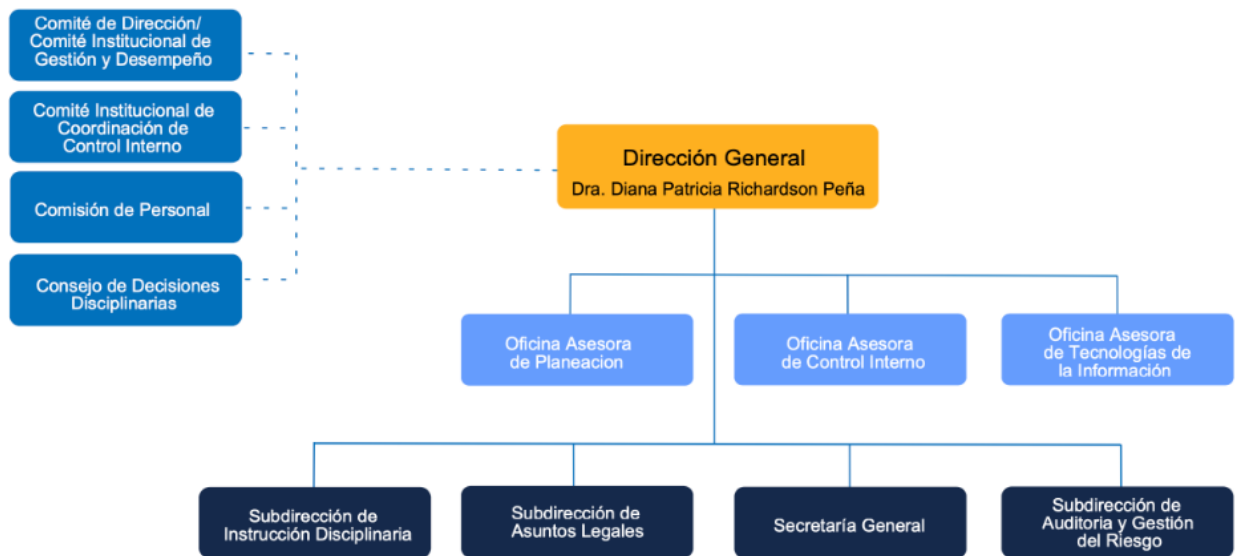 Comité de Dirección/
Comité Institucional de
Gestión y Desempeño
Comité Institucional de
Coordinación de
Control Interno
Comisión de Personal
Consejo de Decisiones
Disciplinarias
Dirección General
Dra. Diana Patricia Richardson Peña
Oficina Asesora
de Planeacion
Oficina Asesora
de Control Interno
Oficina Asesora
de Tecnologías de
la Información
Subdirección de
Instrucción Disciplinaria
Subdirección de
Asuntos Legales
Secretaría General
Subdirección de
Auditoria y Gestión
del Riesgo